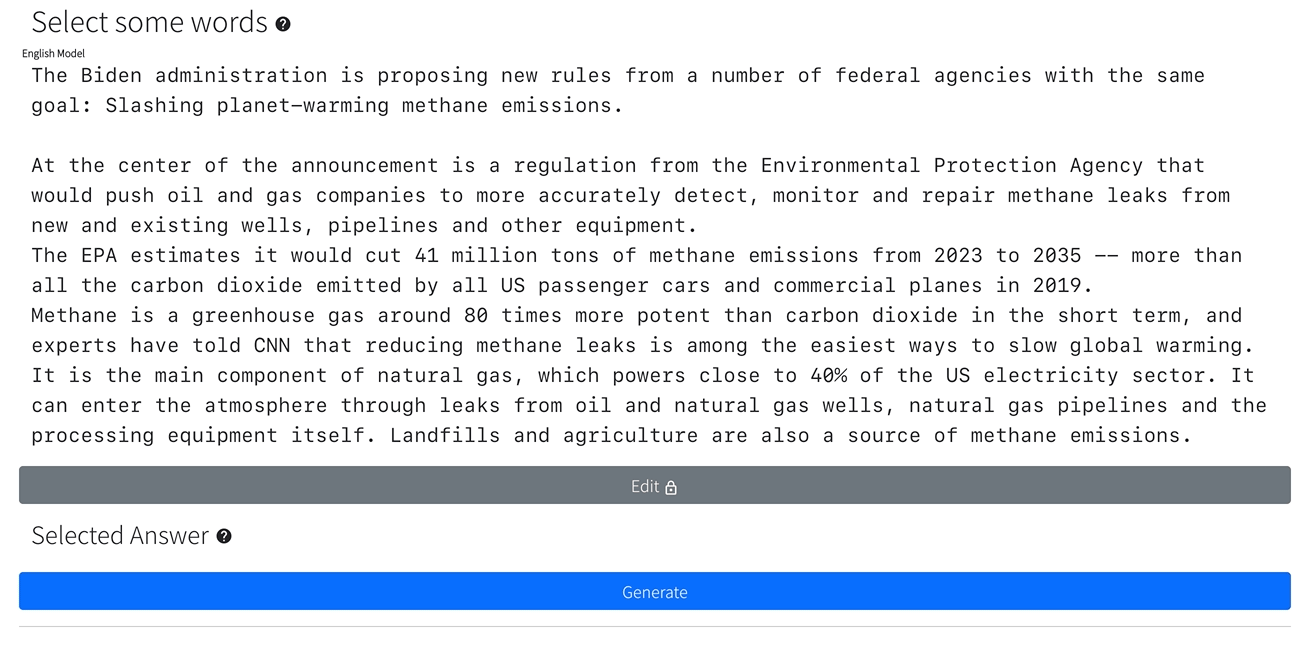 Select some words ?
English Model
The Biden administration is proposing new rules from a number of federal agencies with the same
goal: Slashing planet-warming methane emissions.
At the center of the announcement is a regulation from the Environmental Protection Agency that
would push oil and gas companies to more accurately detect, monitor and repair methane leaks from
new and existing wells, pipelines and other equipment.
The EPA estimates it would cut 41 million tons of methane emissions from 2023 to 2035 -- more than
all the carbon dioxide emitted by all US passenger cars and commercial planes in 2019.
Methane is a greenhouse gas around 80 times more potent than carbon dioxide in the short term, and
experts have told CNN that reducing methane leaks is among the easiest ways to slow global warming.
It is the main component of natural gas, which powers close to 40% of the US electricity sector. It
can enter the atmosphere through leaks from oil and natural gas wells, natural gas pipelines and the
processing equipment itself. Landfills and agriculture are also a source of methane emissions.
Edit
Selected Answer ?
Generate